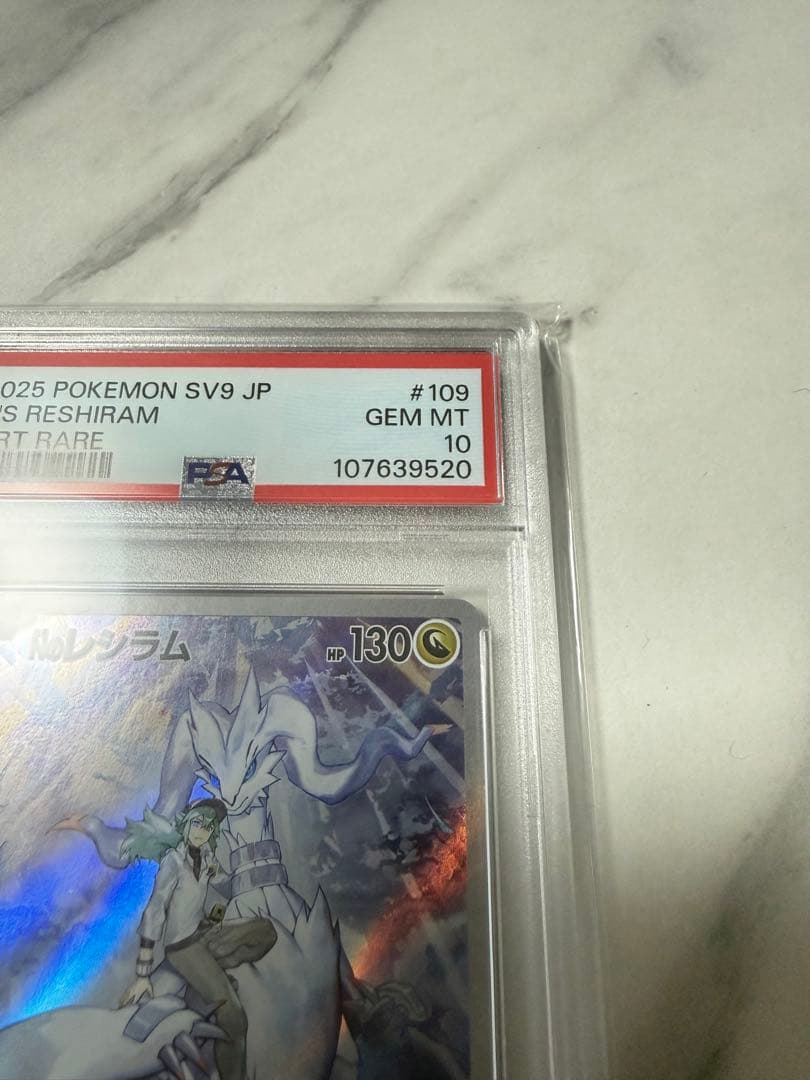 025 POKEMON SV9 JP #109
'S RESHIRAM GEM MT
RT RARE 10
PSA 107639520
Nのレシラム HP 130